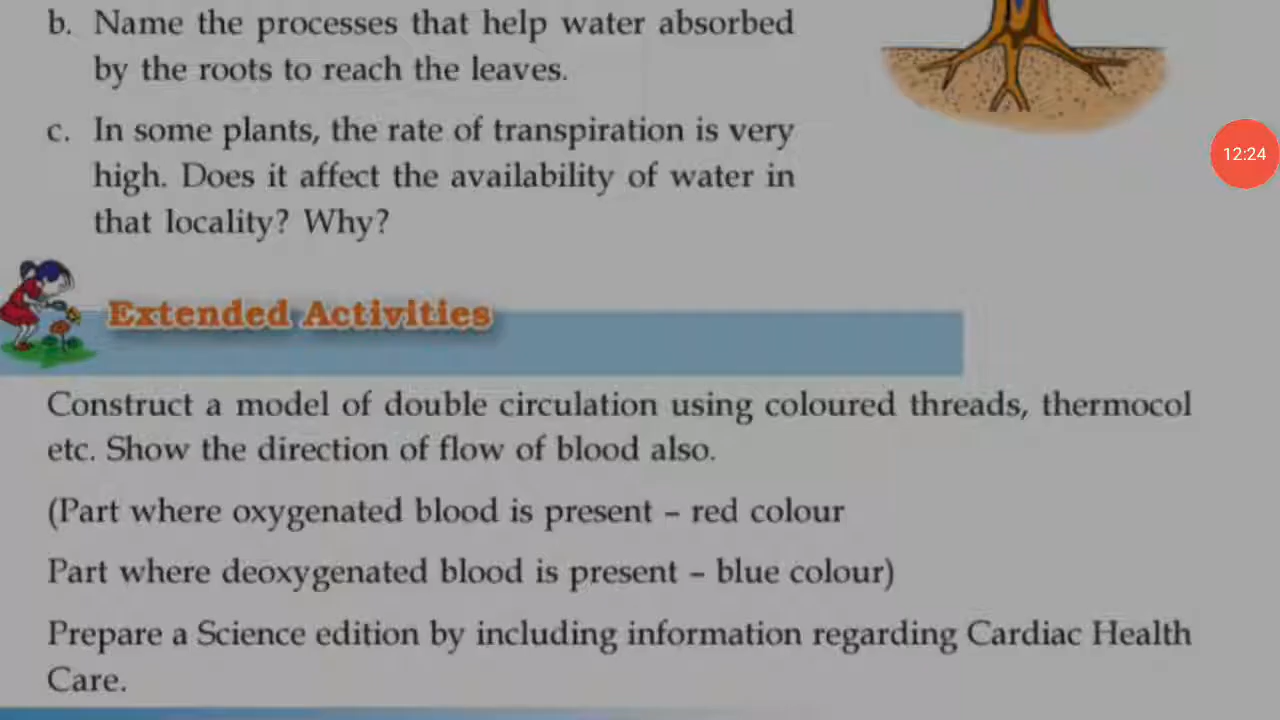 b. Name the processes that help water absorbed
by the roots to reach the leaves.
c. In some plants, the rate of transpiration is very
high. Does it affect the availability of water in
that locality? Why?
12:24
Extended Activities
Construct a model of double circulation using coloured threads, thermocol
etc. Show the direction of flow of blood also.
(Part where oxygenated blood is present – red colour
Part where deoxygenated blood is present – blue colour)
Prepare a Science edition by including information regarding Cardiac Health
Care.